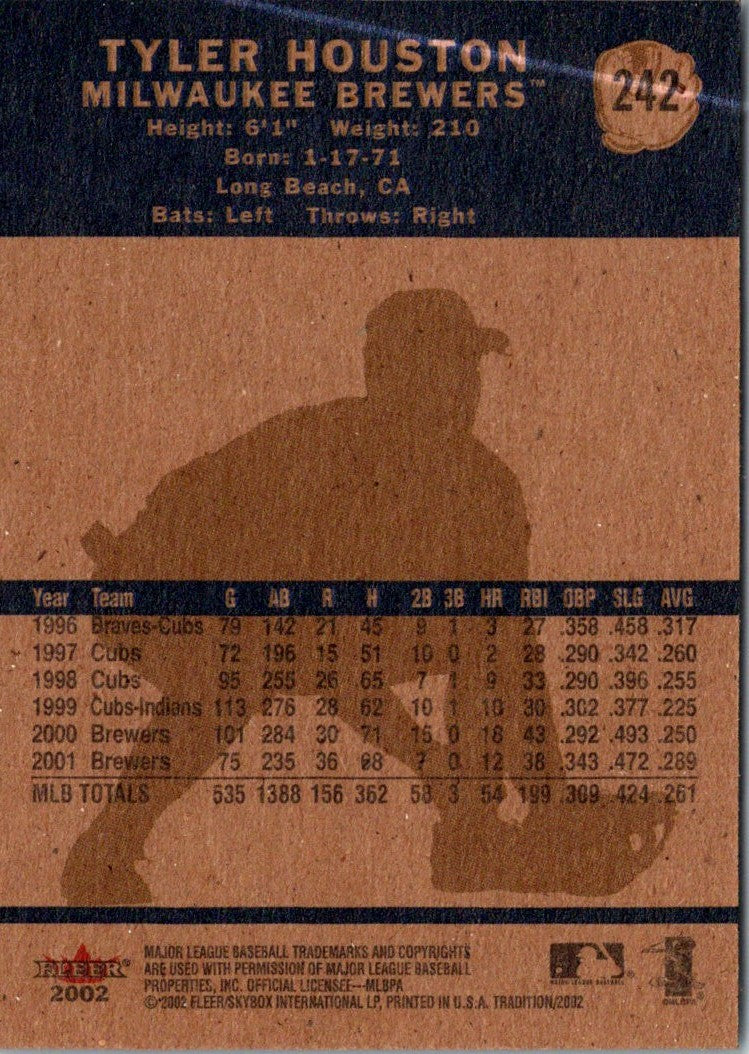 TYLER HOUSTON
242
MILWAUKEE BREWERS™
Height: 6'1" Weight: 210
Born: 1-17-71
Long Beach, CA
Bats: Left Throws: Right
Year Team G AB R H 2B 3B HR RBI OBP SLG AVG
1996 Braves-Cubs 79 142 21 45 9 1 3 27 .358 .458 .317
1997 Cubs 72 196 15 51 10 0 2 28 .290 .342 .260
1998 Cubs 95 255 26 65 7 1 9 33 .290 .396 .255
1999 Cubs-Indians 113 276 28 62 10 1 10 30 .302 .377 .225
2000 Brewers 101 284 30 71 15 0 18 43 .292 .493 .250
2001 Brewers 75 235 36 68 7 0 12 38 .343 .472 .289
MLB TOTALS 535 1388 156 362 58 3 54 199 .309 .424 .261
FLEER®
2002
MAJOR LEAGUE BASEBALL TRADEMARKS AND COPYRIGHTS
ARE USED WITH PERMISSION OF MAJOR LEAGUE BASEBALL
PROPERTIES, INC. OFFICIAL LICENSEE—MLBPA
©2002 FLEER/SKYBOX INTERNATIONAL LP, PRINTED IN U.S.A. TRADITION/2002
MAJOR LEAGUE BASEBALL
©MLBPA